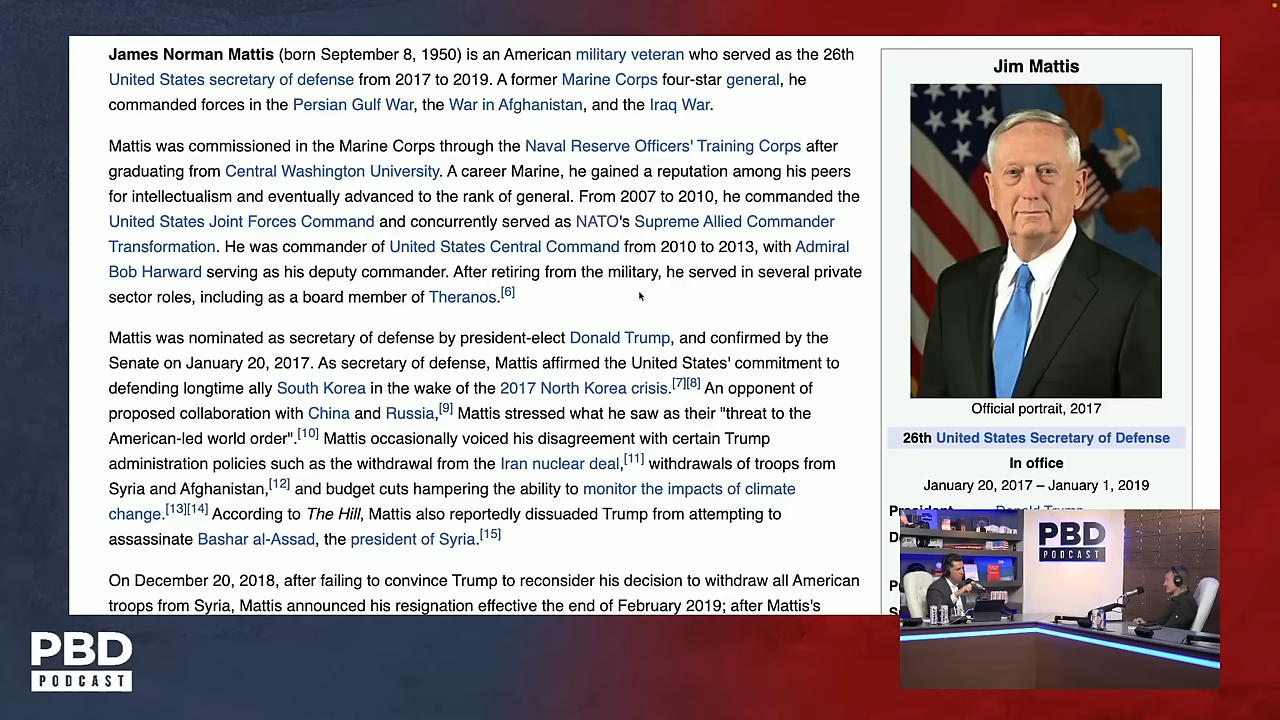 James Norman Mattis (born September 8, 1950) is an American military veteran who served as the 26th
United States secretary of defense from 2017 to 2019. A former Marine Corps four-star general, he
commanded forces in the Persian Gulf War, the War in Afghanistan, and the Iraq War.
Mattis was commissioned in the Marine Corps through the Naval Reserve Officers' Training Corps after
graduating from Central Washington University. A career Marine, he gained a reputation among his peers
for intellectualism and eventually advanced to the rank of general. From 2007 to 2010, he commanded the
United States Joint Forces Command and concurrently served as NATO's Supreme Allied Commander
Transformation. He was commander of United States Central Command from 2010 to 2013, with Admiral
Bob Harward serving as his deputy commander. After retiring from the military, he served in several private
sector roles, including as a board member of Theranos.[6]
Mattis was nominated as secretary of defense by president-elect Donald Trump, and confirmed by the
Senate on January 20, 2017. As secretary of defense, Mattis affirmed the United States' commitment to
defending longtime ally South Korea in the wake of the 2017 North Korea crisis.[7][8] An opponent of
proposed collaboration with China and Russia,[9] Mattis stressed what he saw as their "threat to the
American-led world order".[10] Mattis occasionally voiced his disagreement with certain Trump
administration policies such as the withdrawal from the Iran nuclear deal,[11] withdrawals of troops from
Syria and Afghanistan,[12] and budget cuts hampering the ability to monitor the impacts of climate
change.[13][14] According to The Hill, Mattis also reportedly dissuaded Trump from attempting to
assassinate Bashar al-Assad, the president of Syria.[15]
On December 20, 2018, after failing to convince Trump to reconsider his decision to withdraw all American
troops from Syria, Mattis announced his resignation effective the end of February 2019; after Mattis's
Jim Mattis
Official portrait, 2017
26th United States Secretary of Defense
In office
January 20, 2017 – January 1, 2019
President Donald Trump
PBD
PODCAST
PBD
PODCAST